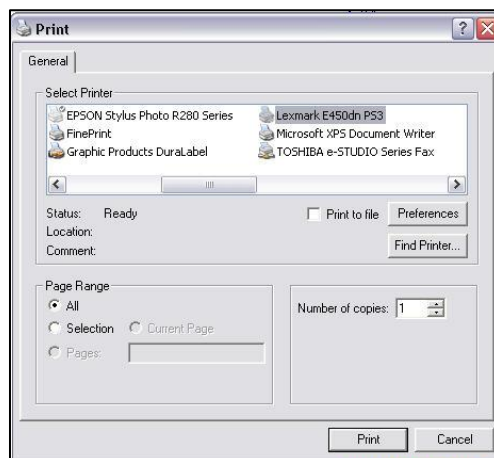 Print
General
Select Printer
EPSON Stylus Photo R280 Series
Lexmark E450dn PS3
FinePrint
Microsoft XPS Document Writer
Graphic Products DuraLabel
TOSHIBA e-STUDIO Series Fax
Status: Ready
Print to file
Preferences
Location:
Comment:
Find Printer...
Page Range
All
Selection
Current Page
Pages:
Number of copies: 1
Print
Cancel